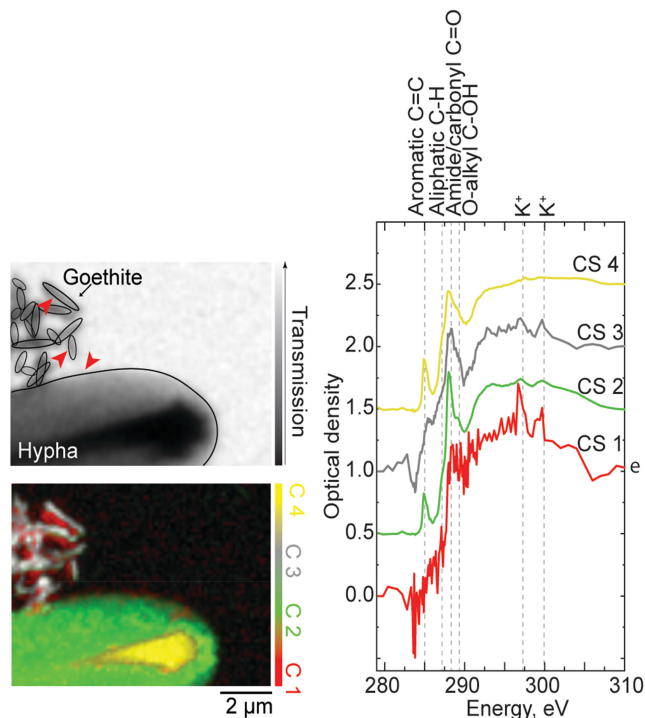 Aromatic C=C
Aliphatic C-H
Amide/carbonyl C=O
O-alkyl C-OH
K+
K+
Goethite
Hypha
Transmission
C 4
C 3
C 2
C 1
2 μm
CS 4
CS 3
CS 2
CS 1
e
Optical density
2.5
2.0
1.5
1.0
0.5
0.0
280
290
300
310
Energy, eV